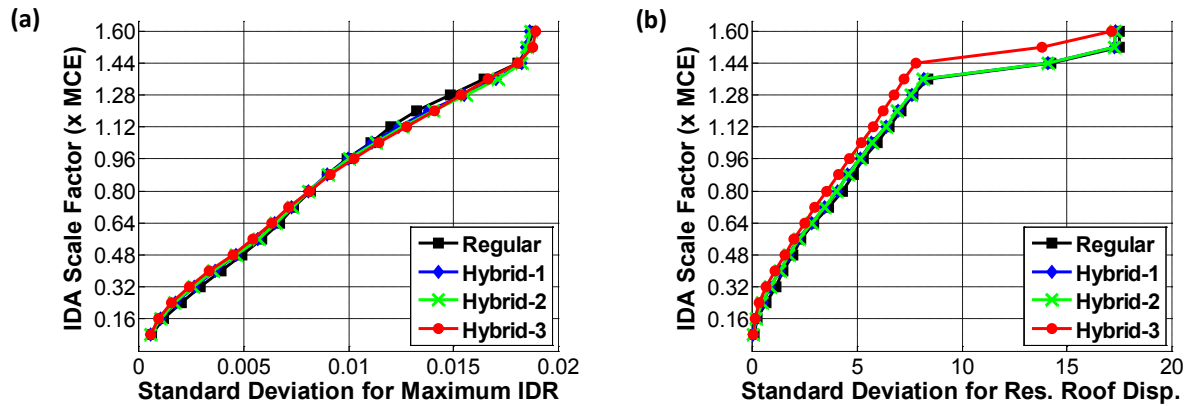 (a)
IDA Scale Factor (x MCE)
1.60
1.44
1.28
1.12
0.96
0.80
0.64
0.48
0.32
0.16
0
0.005
0.01
0.015
0.02
Standard Deviation for Maximum IDR
Regular
Hybrid-1
Hybrid-2
Hybrid-3
(b)
IDA Scale Factor (x MCE)
1.60
1.44
1.28
1.12
0.96
0.80
0.64
0.48
0.32
0.16
0
5
10
15
20
Standard Deviation for Res. Roof Disp.
Regular
Hybrid-1
Hybrid-2
Hybrid-3